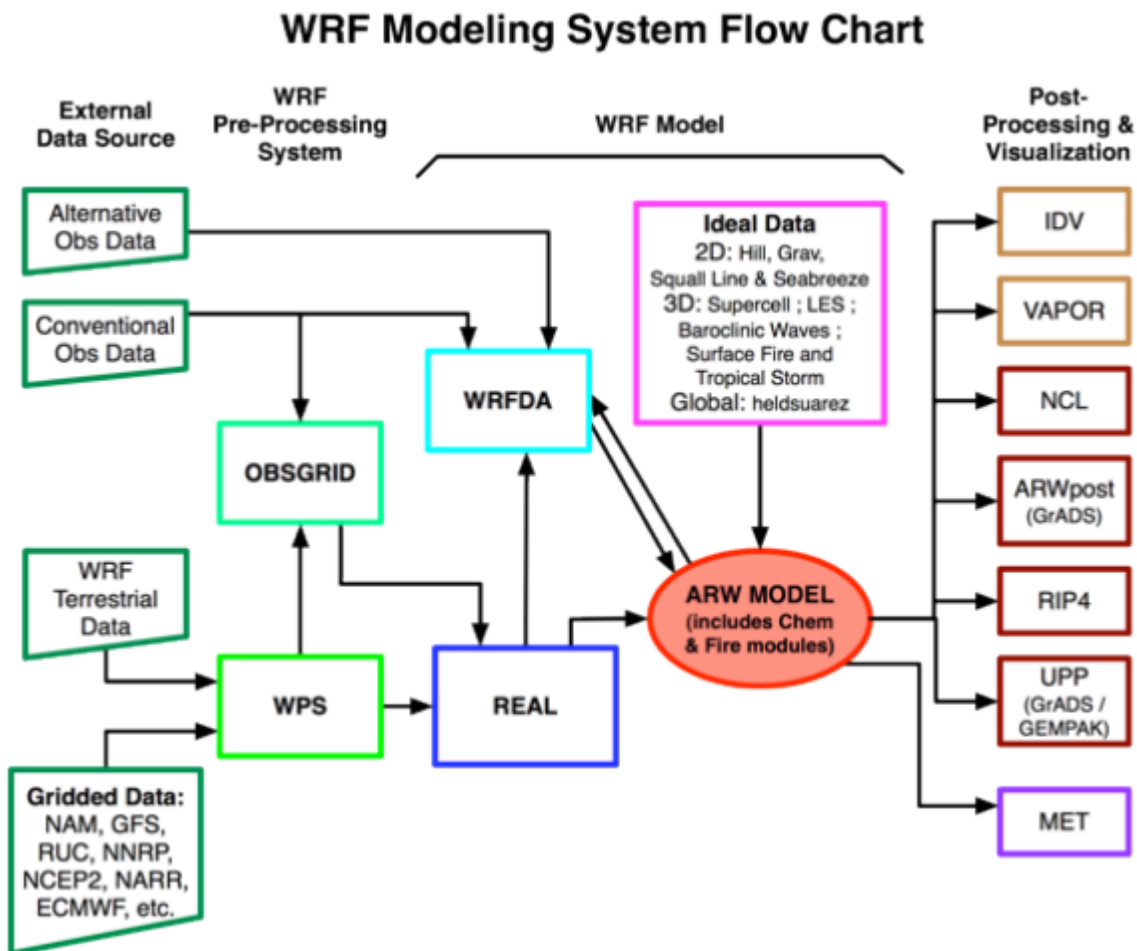 WRF Modeling System Flow Chart
External
Data Source
WRF
Pre-Processing
System
WRF Model
Post-
Processing &
Visualization
Alternative
Obs Data
Conventional
Obs Data
WRF
Terrestrial
Data
Gridded Data:
NAM, GFS,
RUC, NNRP,
NCEP2, NARR,
ECMWF, etc.
OBSGRID
WPS
WRFDA
REAL
Ideal Data
2D: Hill, Grav,
Squall Line & Seabreeze
3D: Supercell ; LES ;
Baroclinic Waves ;
Surface Fire and
Tropical Storm
Global: heldsuarez
ARW MODEL
(includes Chem
& Fire modules)
IDV
VAPOR
NCL
ARWpost
(GrADS)
RIP4
UPP
(GrADS /
GEMPAK)
MET